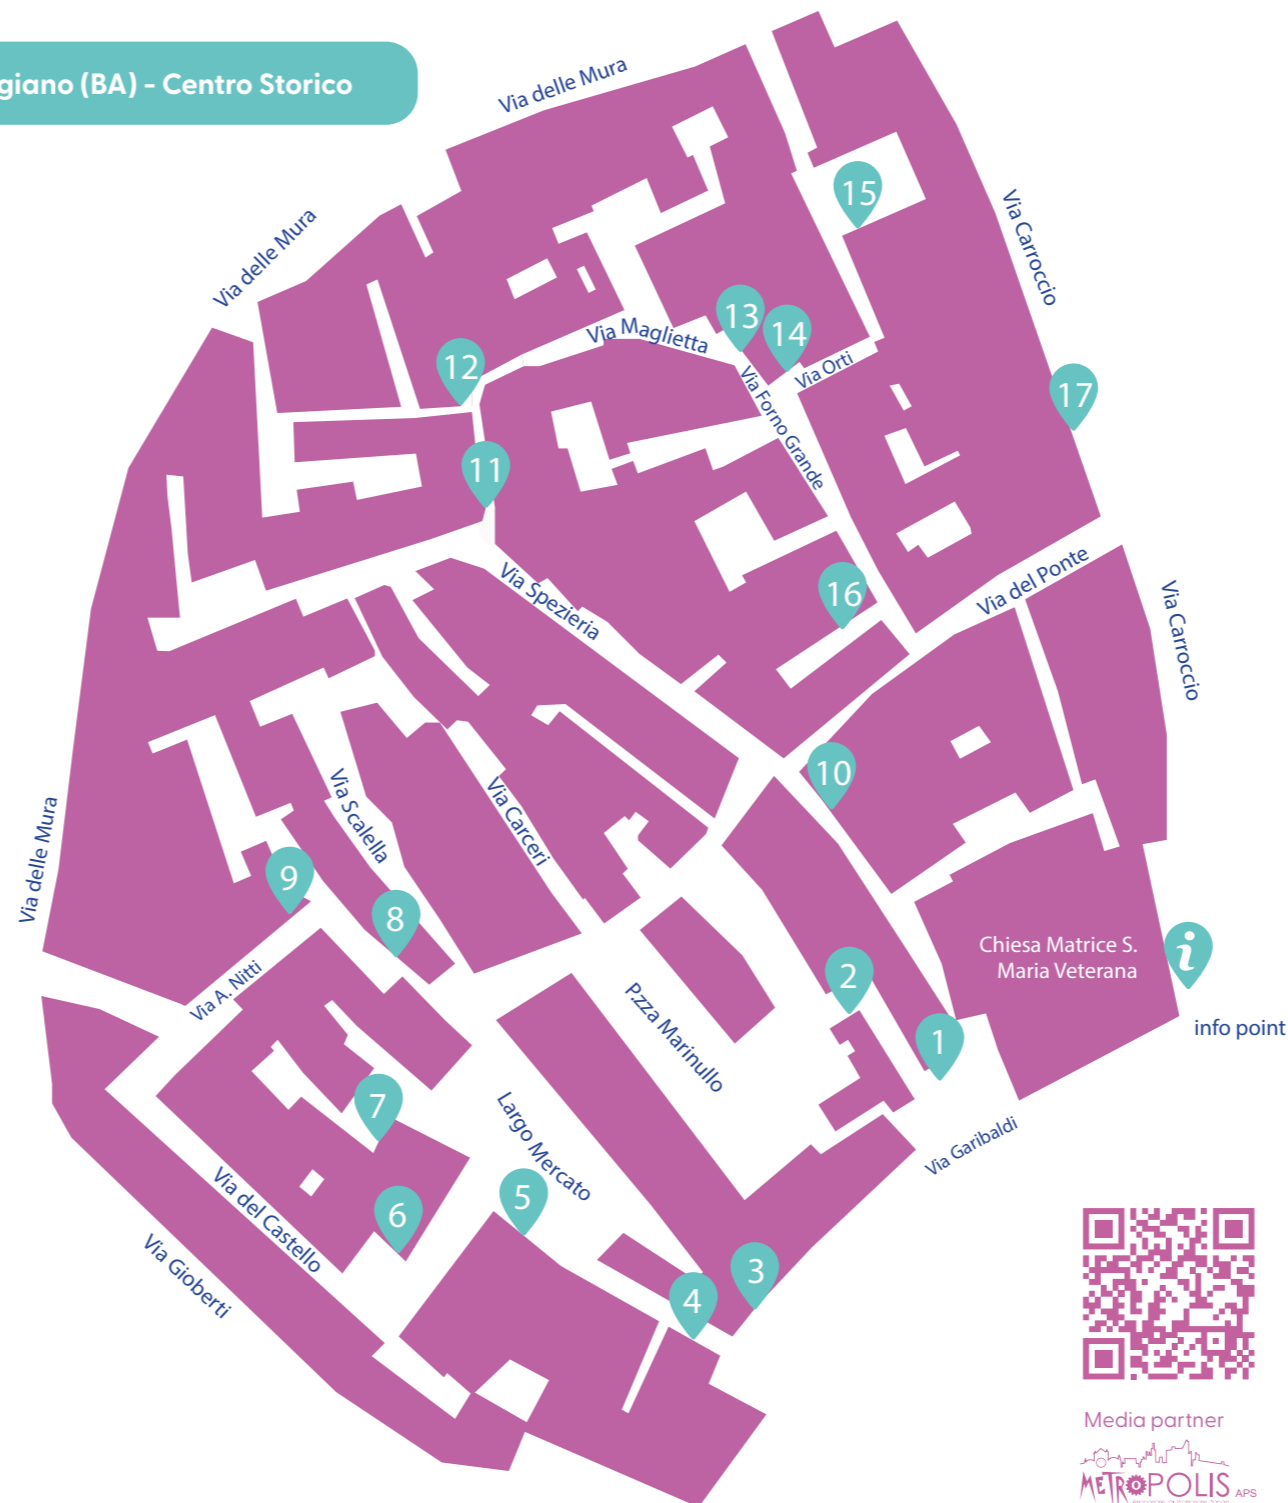 giano (BA) - Centro Storico
Via delle Mura
Via delle Mura
Via Carroccio
15
13
14
Via Maglietta
12
Via Orti
17
Via Forno Grande
11
Via del Ponte
16
Via Spezieria
Via Carroccio
10
Via Scalella
Via Carceri
Via delle Mura
9
8
Chiesa Matrice S.
Maria Veterana
i
2
Via A. Nitti
P.zza Marinullo
info point
1
7
Largo Mercato
Via Garibaldi
5
6
Via del Castello
Via Gioberti
3
4
Media partner
METROPOLIS APS